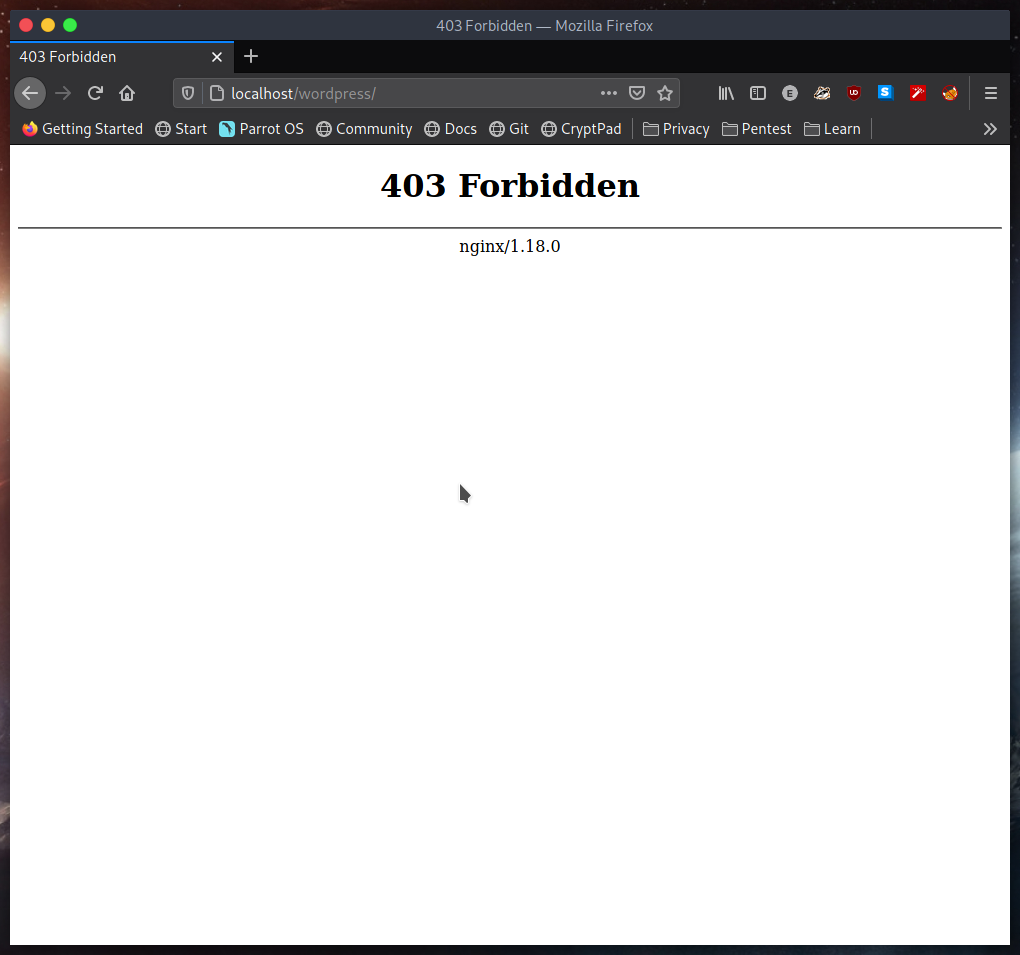 403 Forbidden — Mozilla Firefox
403 Forbidden
localhost/wordpress/
E
UD
S
Getting Started Start Parrot OS Community Docs Git CryptPad Privacy Pentest Learn
403 Forbidden
nginx/1.18.0